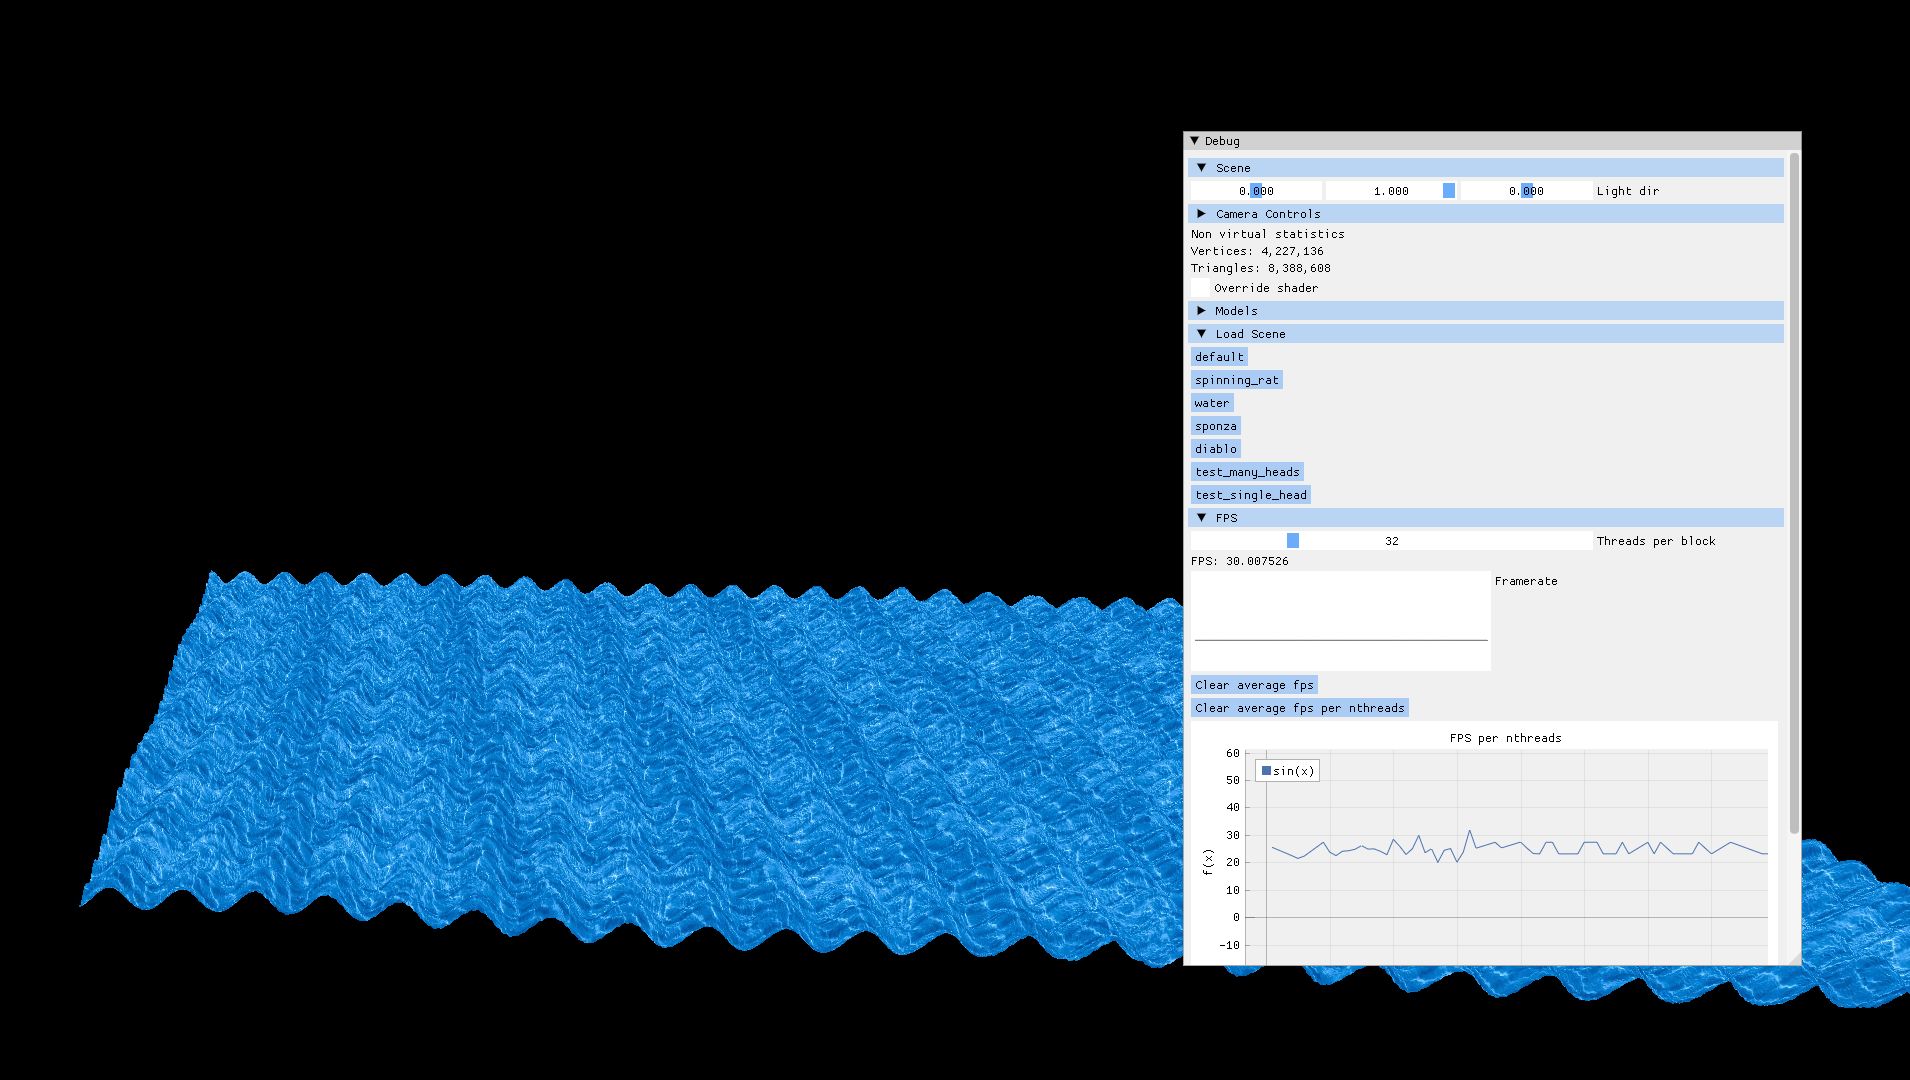 Debug
Scene
0.000 1.000 0.000 Light dir
Camera Controls
Non virtual statistics
Vertices: 4,227,136
Triangles: 8,388,608
Override shader
Models
Load Scene
default
spinning_rat
water
sponza
diablo
test_many_heads
test_single_head
FPS
32 Threads per block
FPS: 30.007526
Framerate
Clear average fps
Clear average fps per nthreads
FPS per nthreads
sin(x)
60
50
40
30
20
10
0
-10
f(x)